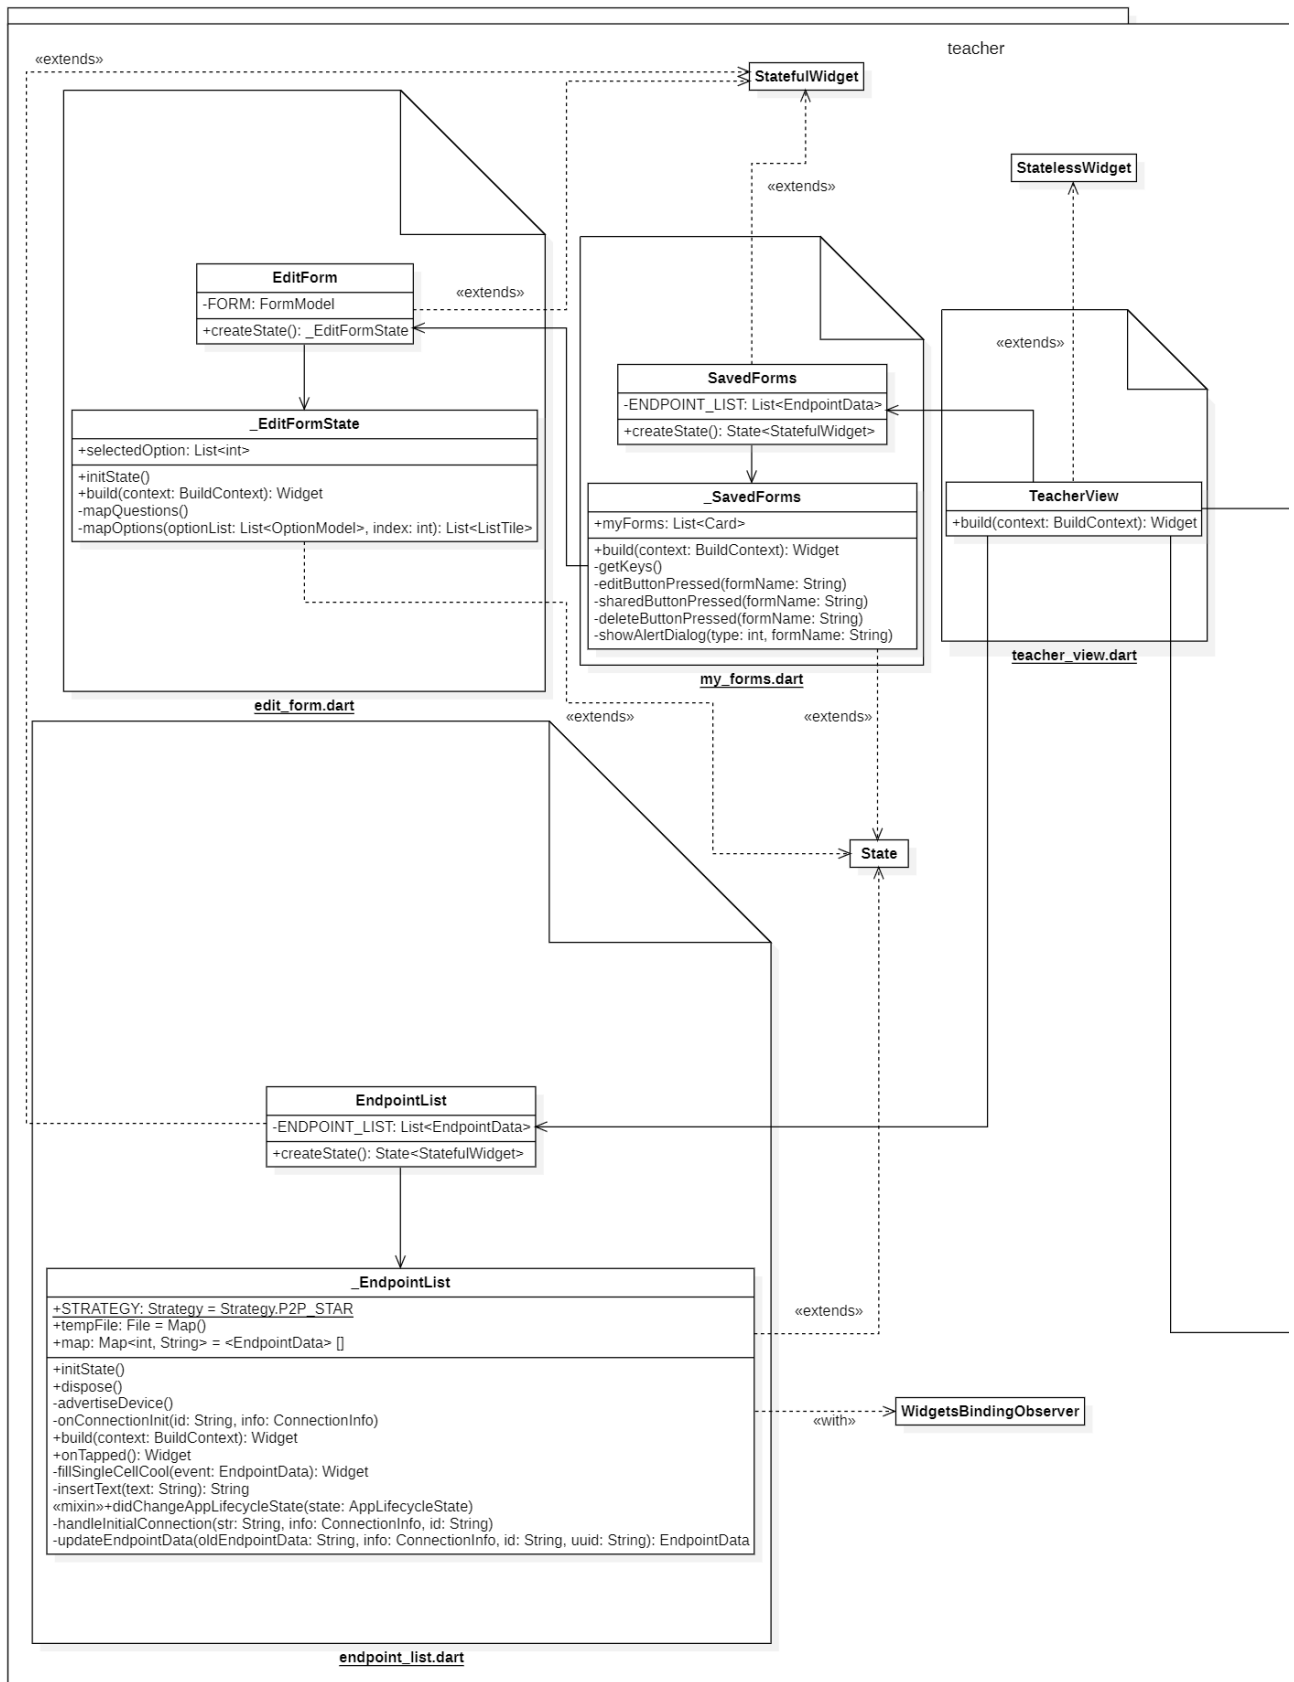 teacher
«extends»
StatefulWidget
«extends»
StatelessWidget
EditForm
-FORM: FormModel
+createState(): _EditFormState
«extends»
«extends»
_EditFormState
+selectedOption: List<int>
+initState()
+build(context: BuildContext): Widget
-mapQuestions()
-mapOptions(optionList: List<OptionModel>, index: int): List<ListTile>
edit_form.dart
SavedForms
-ENDPOINT_LIST: List<EndpointData>
+createState(): State<StatefulWidget>
_SavedForms
+myForms: List<Card>
+build(context: BuildContext): Widget
-getKeys()
-editButtonPressed(formName: String)
-sharedButtonPressed(formName: String)
-deleteButtonPressed(formName: String)
-showAlertDialog(type: int, formName: String)
my_forms.dart
TeacherView
+build(context: BuildContext): Widget
teacher_view.dart
«extends»
«extends»
State
EndpointList
-ENDPOINT_LIST: List<EndpointData>
+createState(): State<StatefulWidget>
_EndpointList
+STRATEGY: Strategy = Strategy.P2P_STAR
+tempFile: File = Map()
+map: Map<int, String> = <EndpointData> []
+initState()
+dispose()
-advertiseDevice()
-onConnectionInit(id: String, info: ConnectionInfo)
+build(context: BuildContext): Widget
+onTapped(): Widget
-fillSingleCellCool(event: EndpointData): Widget
-insertText(text: String): String
«mixin»+didChangeAppLifecycleState(state: AppLifecycleState)
-handleInitialConnection(str: String, info: ConnectionInfo, id: String)
-updateEndpointData(oldEndpointData: String, info: ConnectionInfo, id: String, uuid: String): EndpointData
«extends»
«with»
WidgetsBindingObserver
endpoint_list.dart